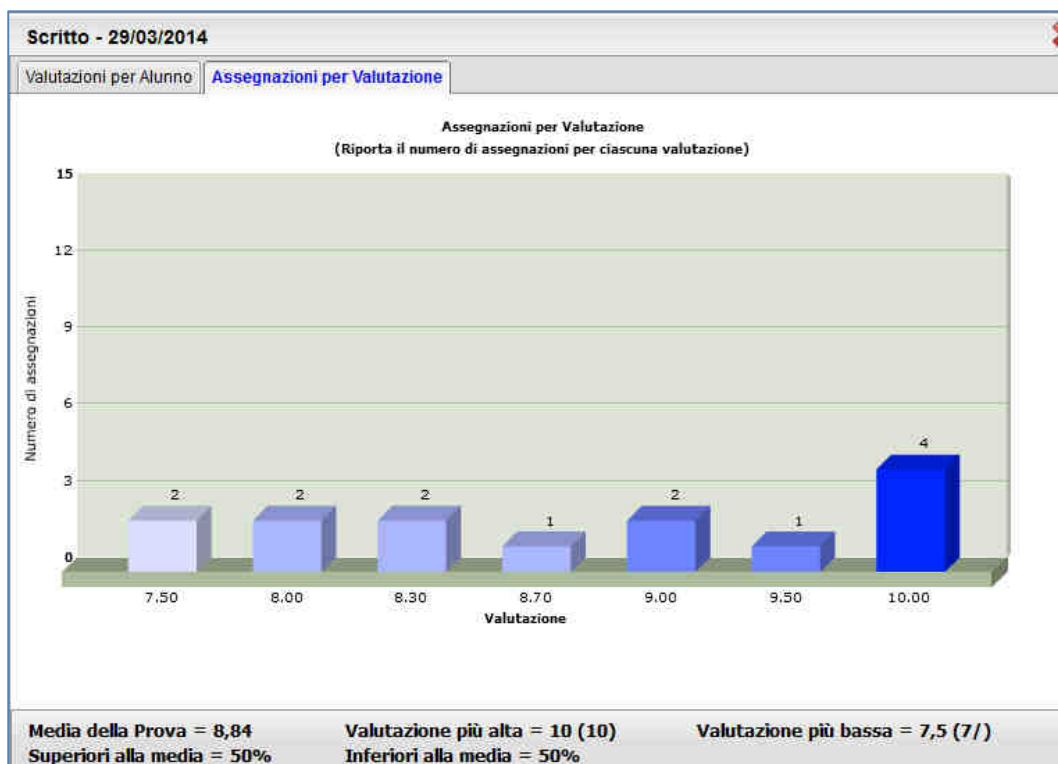 Scritto - 29/03/2014
Valutazioni per Alunno Assegnazioni per Valutazione
Assegnazioni per Valutazione
(Riporta il numero di assegnazioni per ciascuna valutazione)
Numero di assegnazioni
15
12
9
6
3
0
2 2 2 1 2 1 4
7.50 8.00 8.30 8.70 9.00 9.50 10.00
Valutazione
Media della Prova = 8,84 Valutazione più alta = 10 (10) Valutazione più bassa = 7,5 (7/)
Superiori alla media = 50% Inferiori alla media = 50%